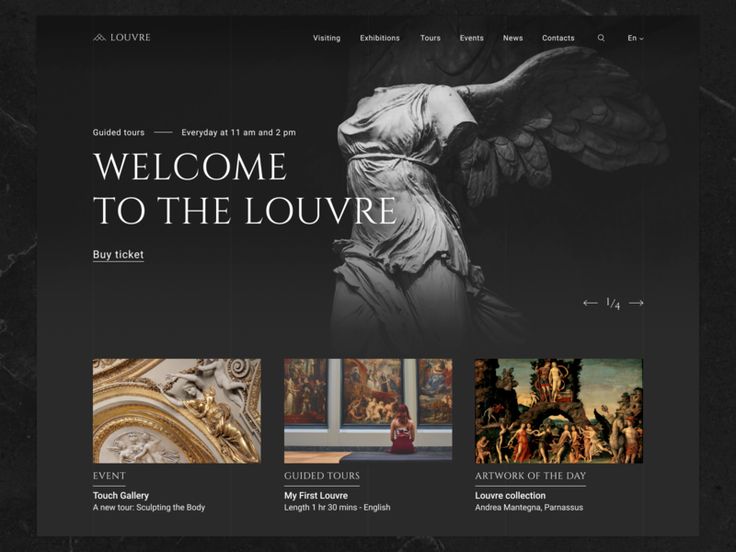 LOUVRE
Visiting Exhibitions Tours Events News Contacts En
Guided tours Everyday at 11 am and 2 pm
WELCOME
TO THE LOUVRE
Buy ticket
1/4
EVENT
Touch Gallery
A new tour: Sculpting the Body
GUIDED TOURS
My First Louvre
Length 1 hr 30 mins - English
ARTWORK OF THE DAY
Louvre collection
Andrea Mantegna, Parnassus